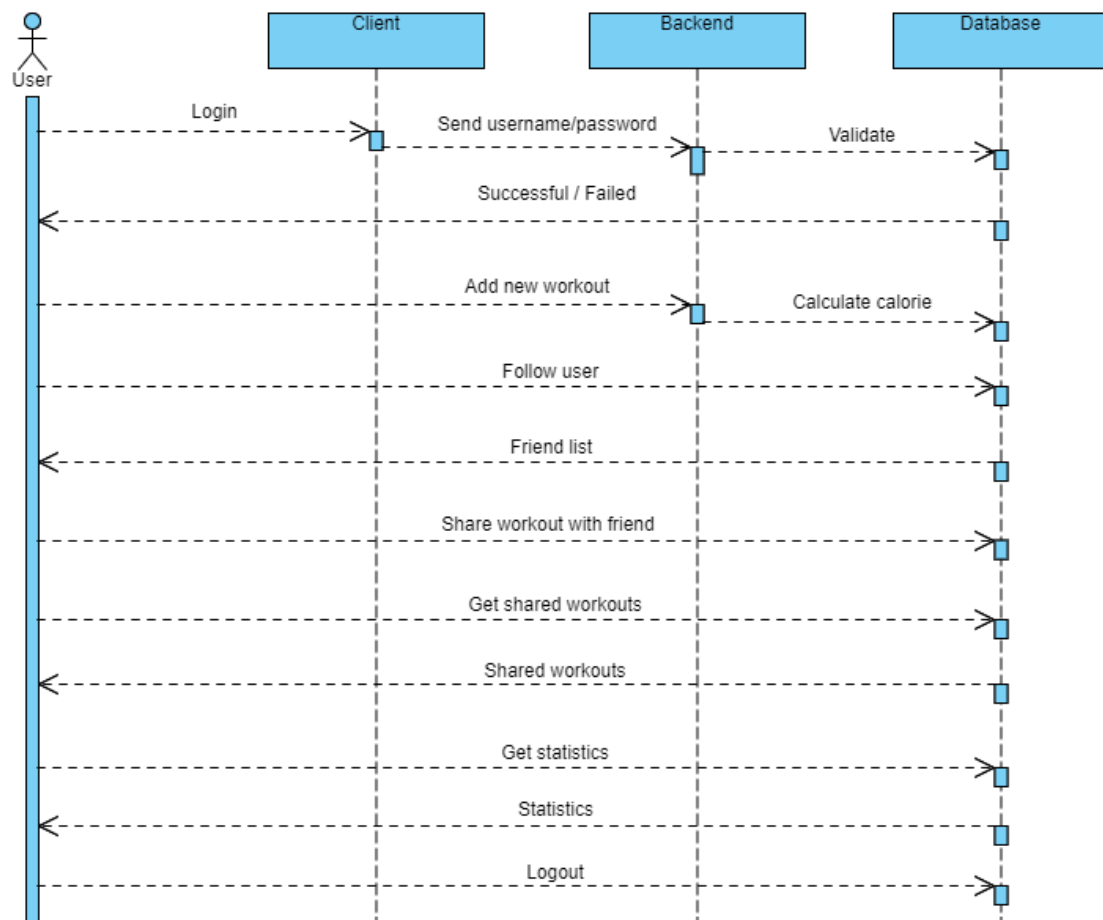 Client
Backend
Database
User
Login
Send username/password
Validate
Successful / Failed
Add new workout
Calculate calorie
Follow user
Friend list
Share workout with friend
Get shared workouts
Shared workouts
Get statistics
Statistics
Logout